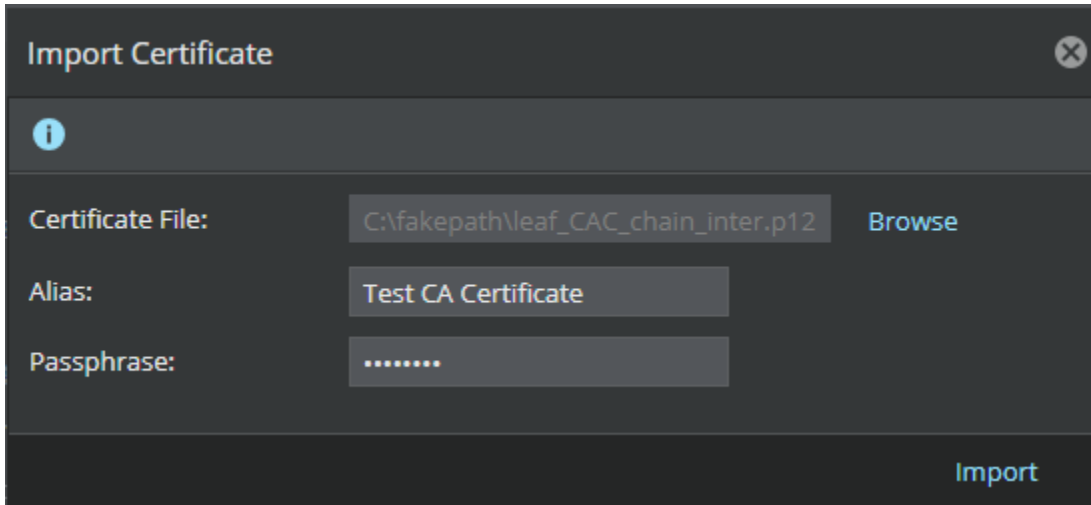 Import Certificate
Certificate File: C:\fakepath\leaf_CAC_chain_inter.p12 Browse
Alias: Test CA Certificate
Passphrase: ••••••••
Import